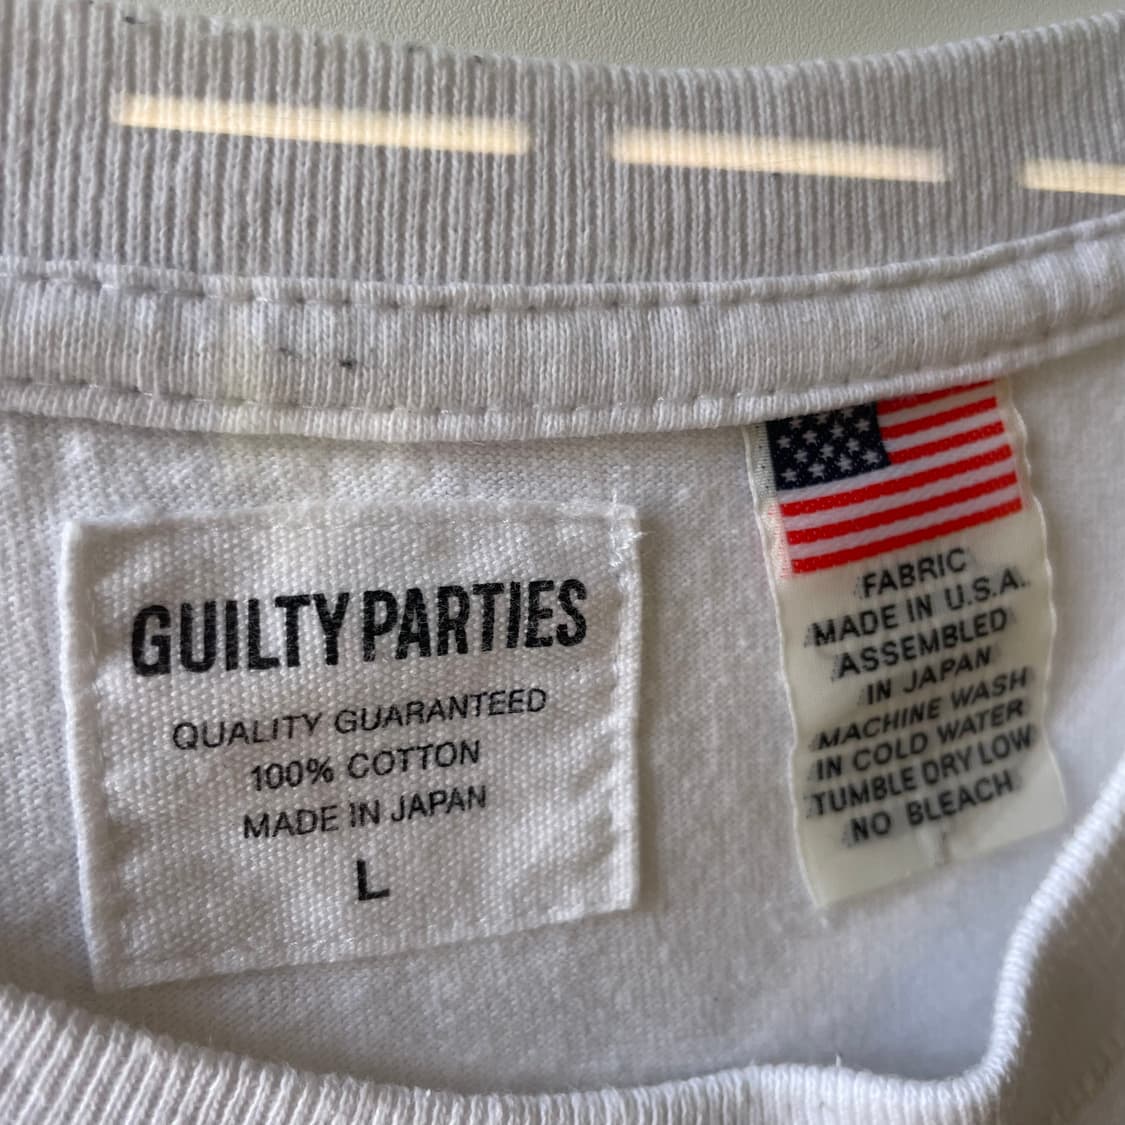 GUILTY PARTIES
QUALITY GUARANTEED
100% COTTON
MADE IN JAPAN
L
FABRIC
MADE IN U.S.A.
ASSEMBLED
IN JAPAN
MACHINE WASH
IN COLD WATER
TUMBLE DRY LOW
NO BLEACH